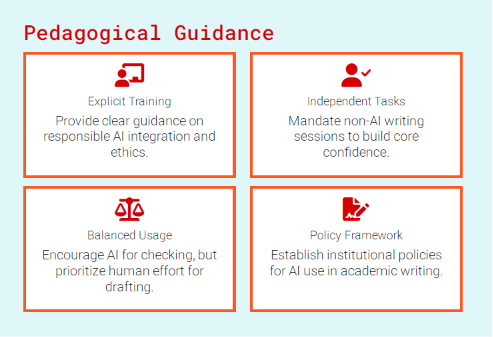 Pedagogical Guidance
Explicit Training
Provide clear guidance on
responsible AI integration and
ethics.
Independent Tasks
Mandate non-AI writing
sessions to build core
confidence.
Balanced Usage
Encourage AI for checking, but
prioritize human effort for
drafting.
Policy Framework
Establish institutional policies
for AI use in academic writing.